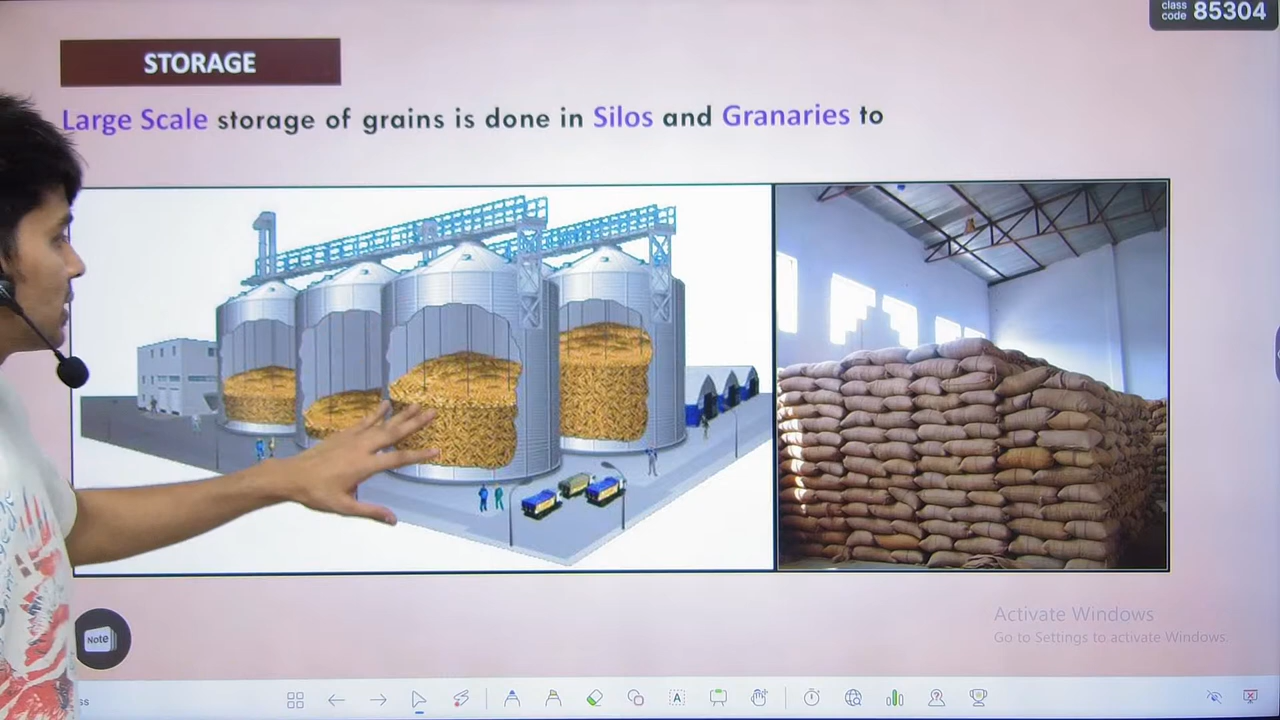 class
code 85304
STORAGE
Large Scale storage of grains is done in Silos and Granaries to
Note
Activate Windows
Go to Settings to activate Windows.
ss
A